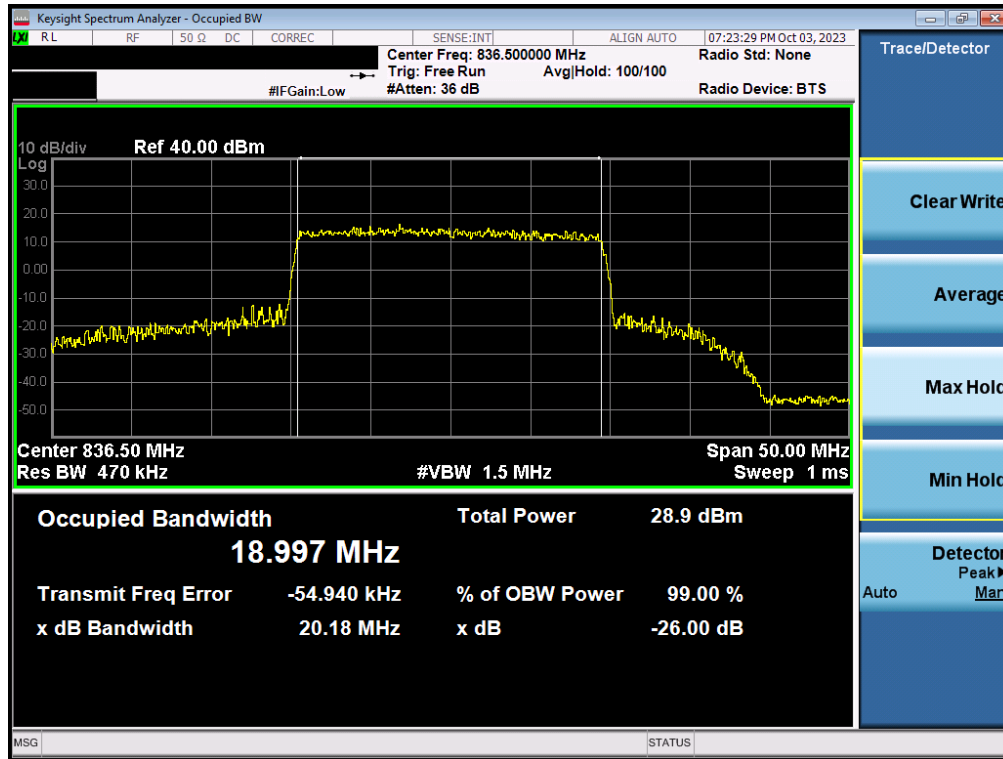 Keysight Spectrum Analyzer - Occupied BW
LXI RL RF 50 Ω DC CORREC SENSE:INT ALIGN AUTO 07:23:29 PM Oct 03, 2023
Center Freq: 836.500000 MHz Radio Std: None
Trig: Free Run Avg|Hold: 100/100
#IFGain:Low #Atten: 36 dB Radio Device: BTS
Trace/Detector
10 dB/div Ref 40.00 dBm
Log
30.0
20.0
10.0
0.00
-10.0
-20.0
-30.0
-40.0
-50.0
Center 836.50 MHz Span 50.00 MHz
Res BW 470 kHz #VBW 1.5 MHz Sweep 1 ms
Occupied Bandwidth Total Power 28.9 dBm
18.997 MHz
Transmit Freq Error -54.940 kHz % of OBW Power 99.00 %
x dB Bandwidth 20.18 MHz x dB -26.00 dB
Clear Write
Average
Max Hold
Min Hold
Detector
Peak
Auto Man
MSG STATUS